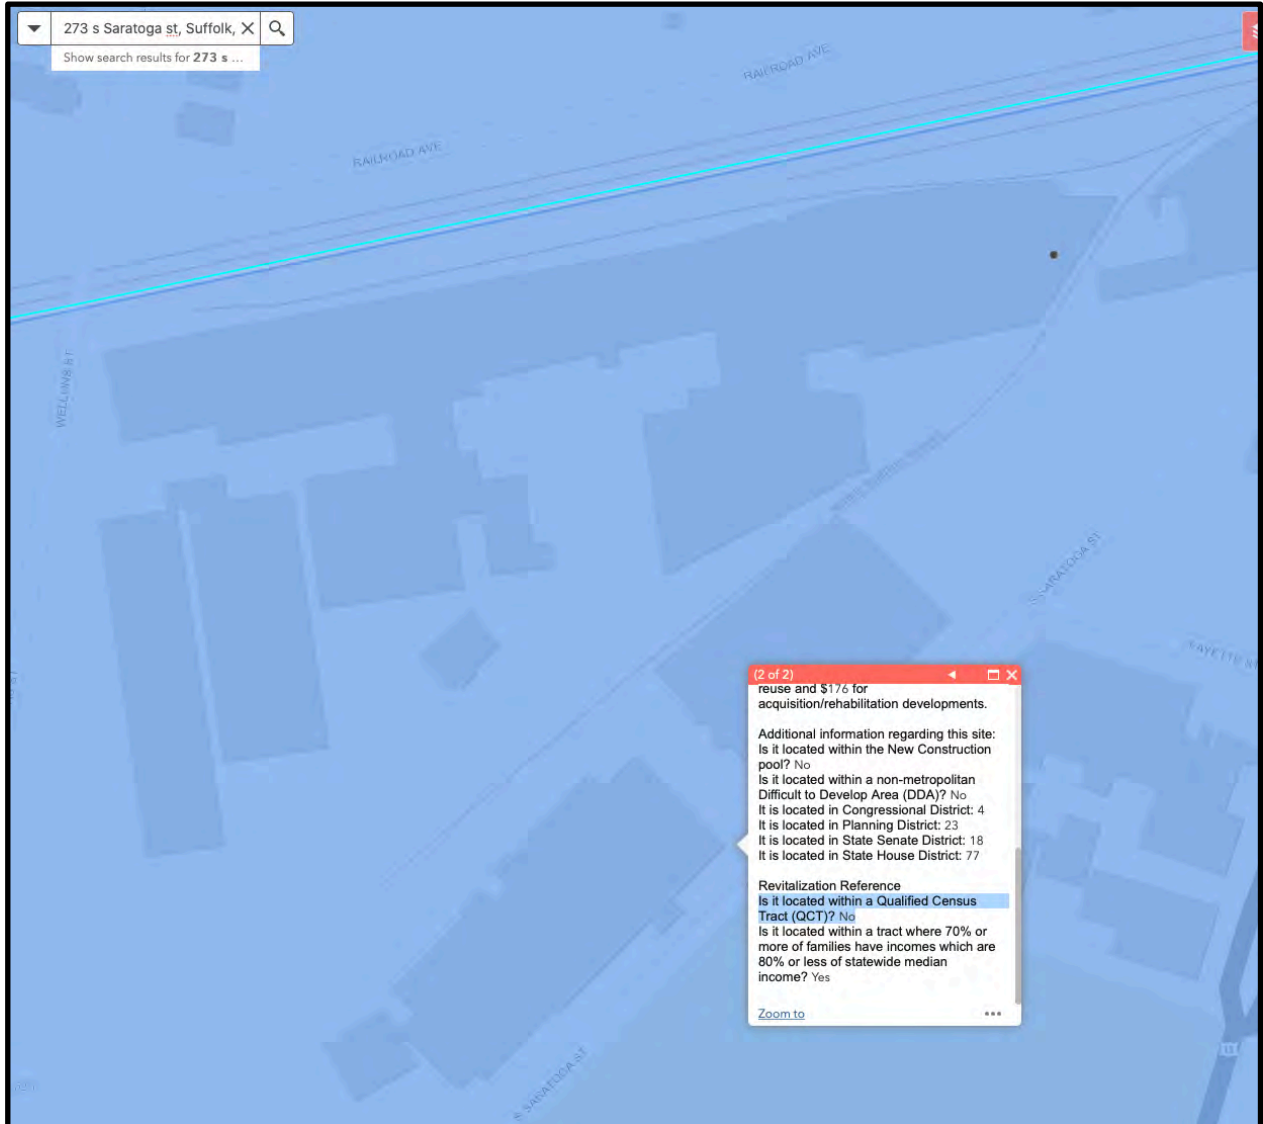 273 s Saratoga st, Suffolk,
Show search results for 273 s ...
RAILROAD AVE
RAILROAD AVE
WELLONS ST
S SARATOGA ST
FAYETTE
(2 of 2)
reuse and $176 for
acquisition/rehabilitation developments.
Additional information regarding this site:
Is it located within the New Construction
pool? No
Is it located within a non-metropolitan
Difficult to Develop Area (DDA)? No
It is located in Congressional District: 4
It is located in Planning District: 23
It is located in State Senate District: 18
It is located in State House District: 77
Revitalization Reference
Is it located within a Qualified Census
Tract (QCT)? No
Is it located within a tract where 70% or
more of families have incomes which are
80% or less of statewide median
income? Yes
Zoom to
S SARATOGA ST